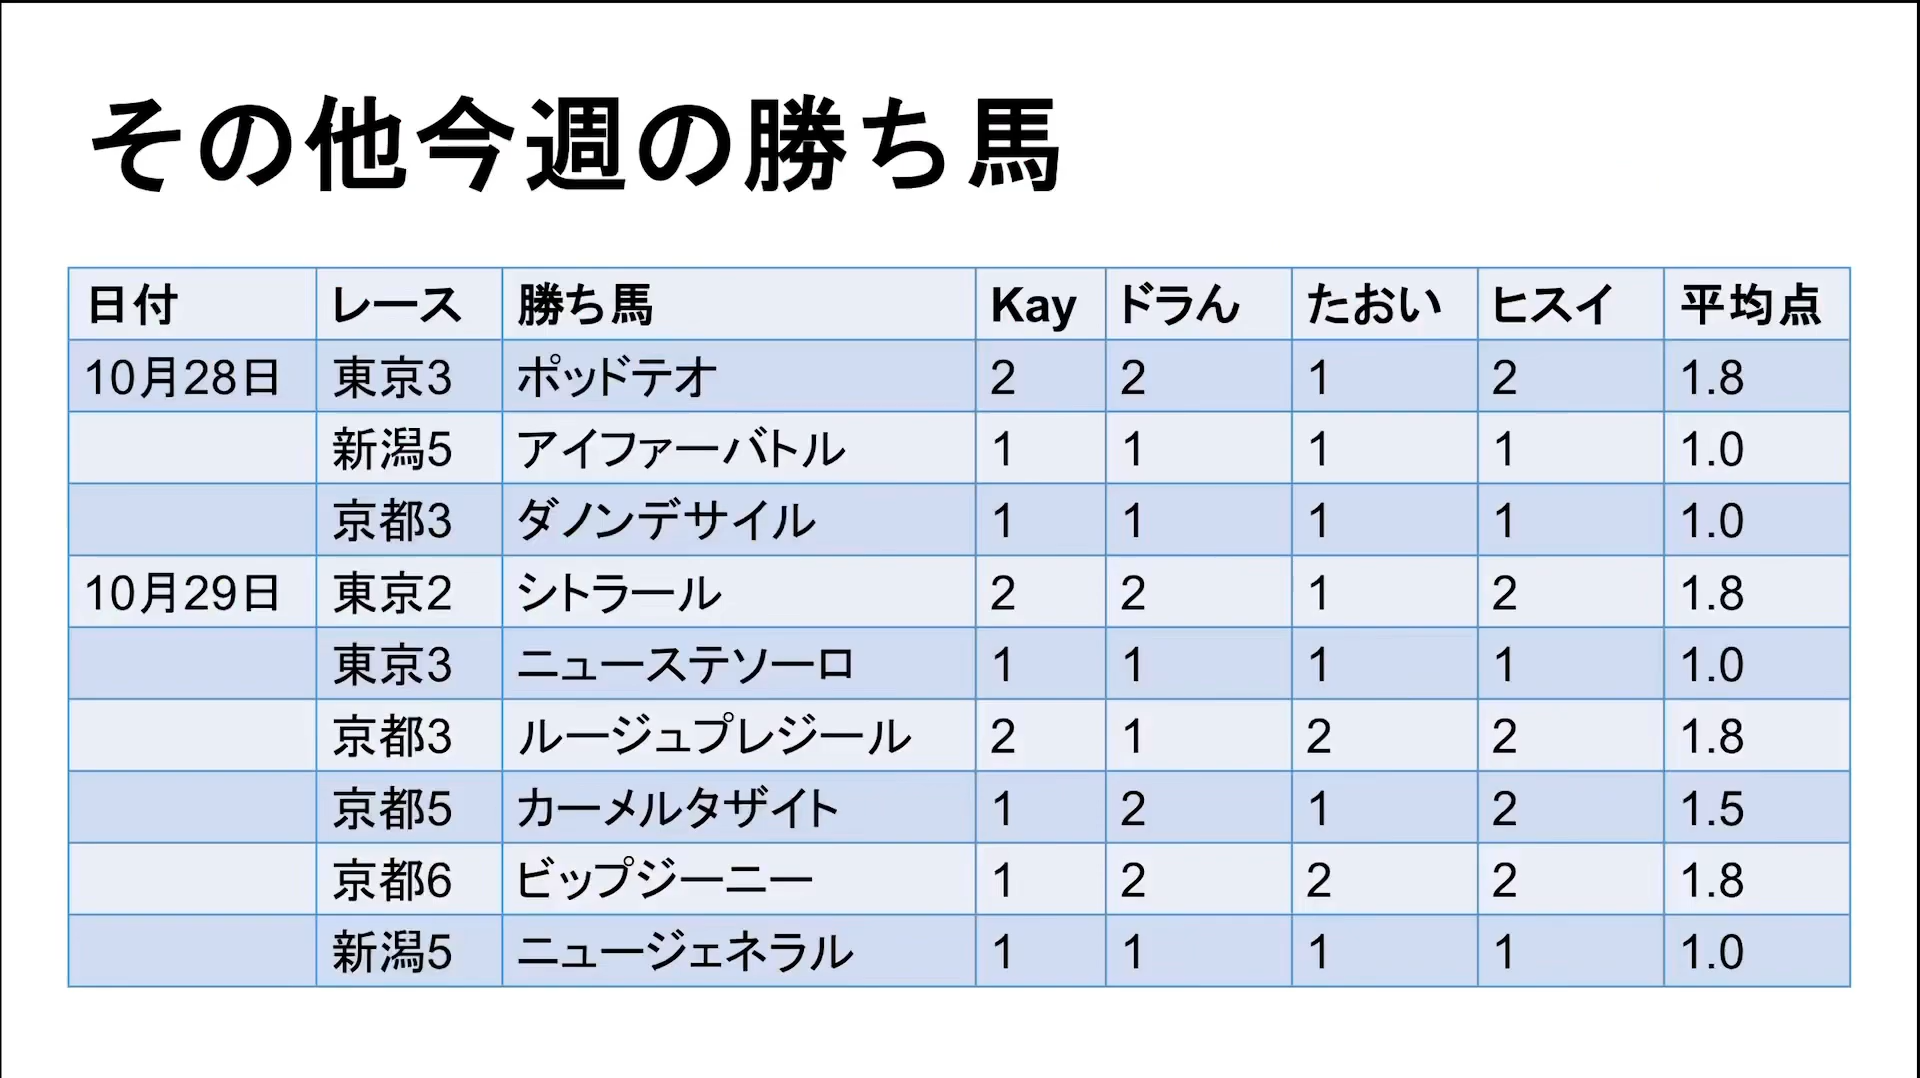 その他今週の勝ち馬
日付 レース 勝ち馬 Kay ドラん たおい ヒスイ 平均点
10月28日 東京3 ポッドテオ 2 2 1 2 1.8
新潟5 アイファーバトル 1 1 1 1 1.0
京都3 ダノンデサイル 1 1 1 1 1.0
10月29日 東京2 シトラール 2 2 1 2 1.8
東京3 ニューステソーロ 1 1 1 1 1.0
京都3 ルージュプレジール 2 1 2 2 1.8
京都5 カーメルタザイト 1 2 1 2 1.5
京都6 ビップジーニー 1 2 2 2 1.8
新潟5 ニュージェネラル 1 1 1 1 1.0